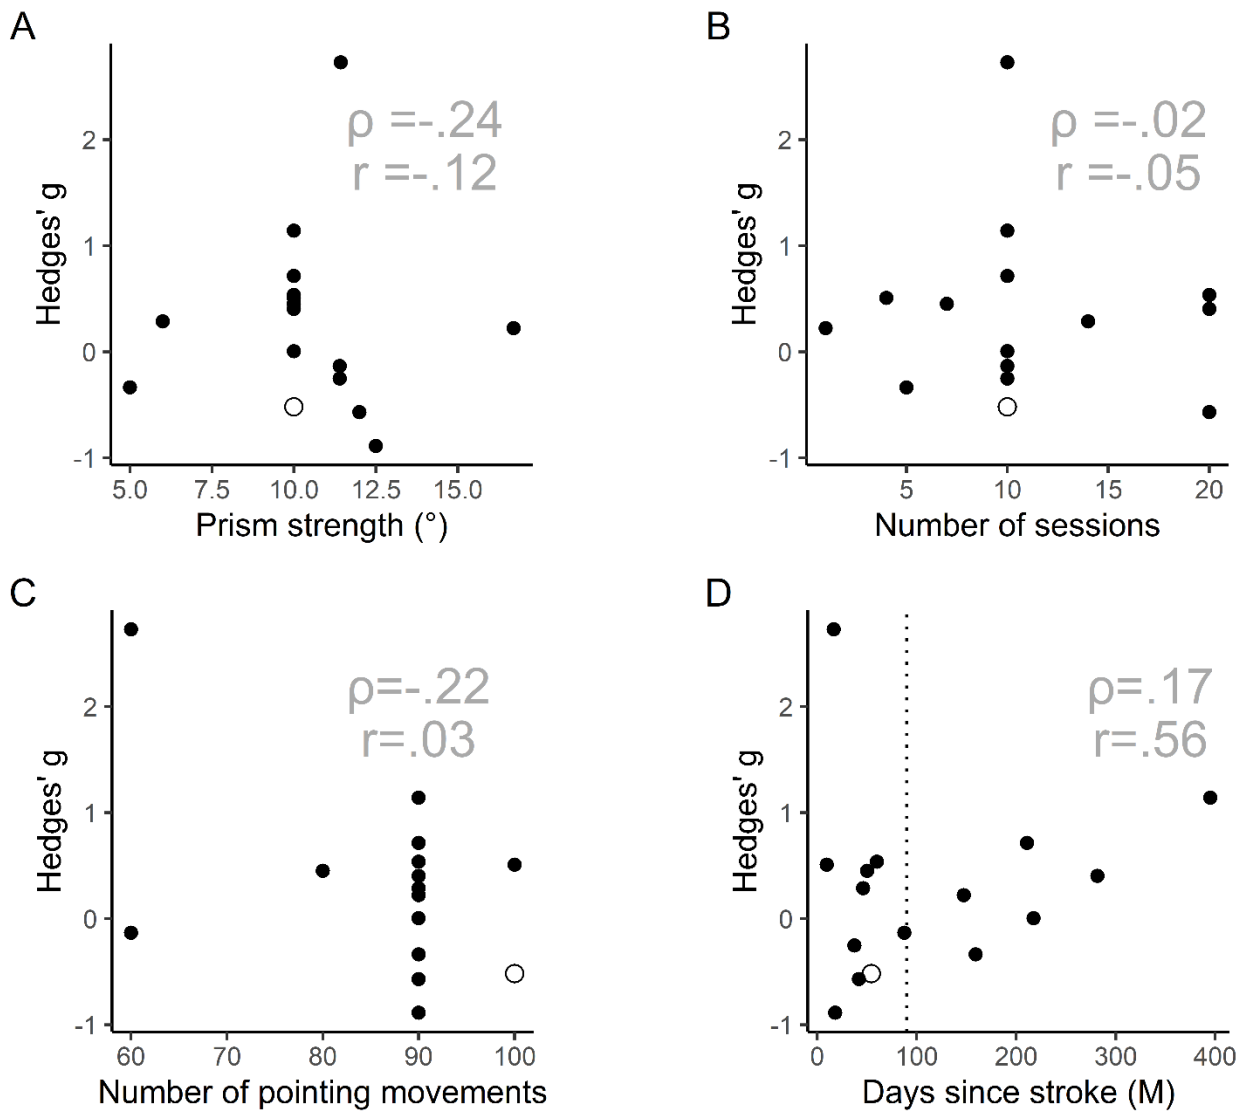 A
Hedges' g
2
1
0
-1
ρ =-.24
r =-.12
5.0 7.5 10.0 12.5 15.0
Prism strength (°)
B
Hedges' g
2
1
0
-1
ρ =-.02
r =-.05
5 10 15 20
Number of sessions
C
Hedges' g
2
1
0
-1
ρ=-.22
r=.03
60 70 80 90 100
Number of pointing movements
D
Hedges' g
2
1
0
-1
ρ=.17
r=.56
0 100 200 300 400
Days since stroke (M)